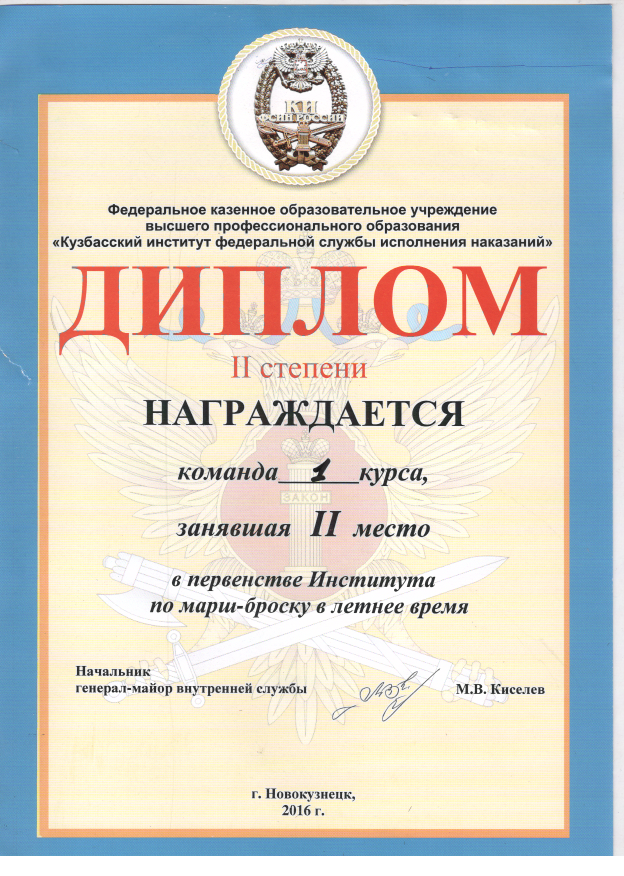 КИ
ФСИН РОССИИ
Федеральное казенное образовательное учреждение
высшего профессионального образования
«Кузбасский институт федеральной службы исполнения наказаний»
ДИПЛОМ
II степени
НАГРАЖДАЕТСЯ
команда 1 курса,
ЗАКОН
занявшая II место
в первенстве Института
по марш-броску в летнее время
Начальник
генерал-майор внутренней службы М.В. Киселев
г. Новокузнецк,
2016 г.